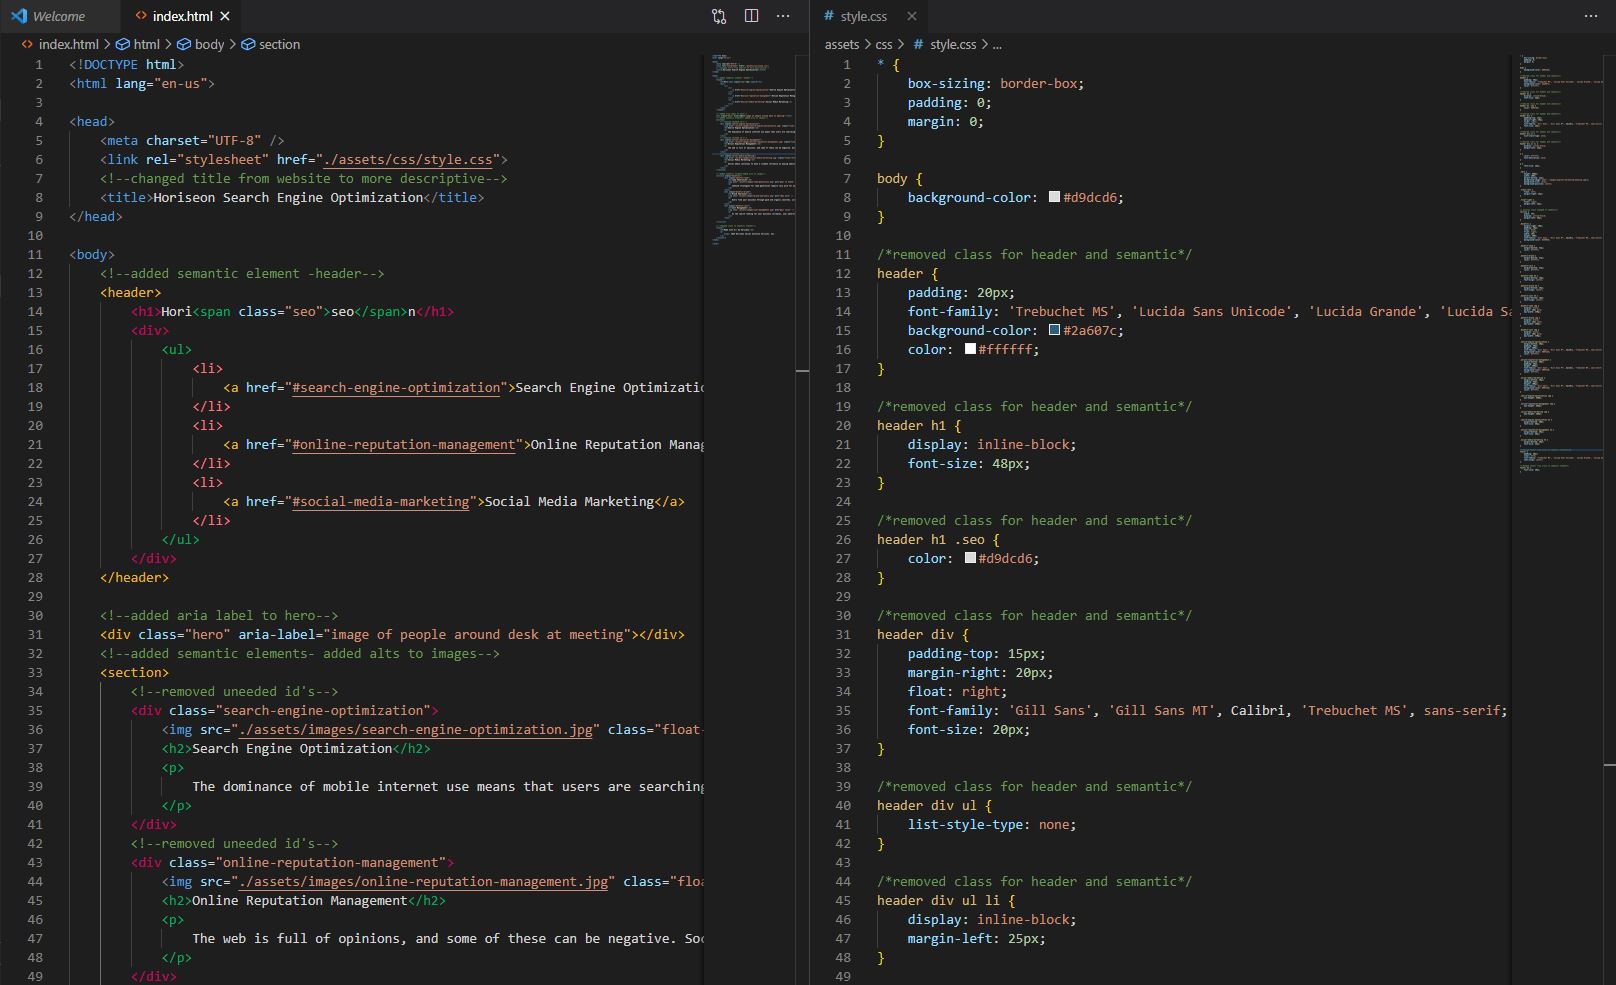 Welcome
index.html
index.html > html > body > section
1 <!DOCTYPE html>
2 <html lang="en-us">
3
4 <head>
5 <meta charset="UTF-8" />
6 <link rel="stylesheet" href="./assets/css/style.css">
7 <!--changed title from website to more descriptive-->
8 <title>Horiseon Search Engine Optimization</title>
9 </head>
10
11 <body>
12 <!--added semantic element -header-->
13 <header>
14 <h1>Hori<span class="seo">seo</span>n</h1>
15 <div>
16 <ul>
17 <li>
18 <a href="#search-engine-optimization">Search Engine Optimizatio
19 </li>
20 <li>
21 <a href="#online-reputation-management">Online Reputation Manag
22 </li>
23 <li>
24 <a href="#social-media-marketing">Social Media Marketing</a>
25 </li>
26 </ul>
27 </div>
28 </header>
29
30 <!--added aria label to hero-->
31 <div class="hero" aria-label="image of people around desk at meeting"></div>
32 <!--added semantic elements- added alts to images-->
33 <section>
34 <!--removed uneeded id's-->
35 <div class="search-engine-optimization">
36 <img src="./assets/images/search-engine-optimization.jpg" class="float-
37 <h2>Search Engine Optimization</h2>
38 <p>
39 The dominance of mobile internet use means that users are searching
40 </p>
41 </div>
42 <!--removed uneeded id's-->
43 <div class="online-reputation-management">
44 <img src="./assets/images/online-reputation-management.jpg" class="floa
45 <h2>Online Reputation Management</h2>
46 <p>
47 The web is full of opinions, and some of these can be negative. Soc
48 </p>
49 </div>
# style.css
assets > css > # style.css > ...
1 * {
2 box-sizing: border-box;
3 padding: 0;
4 margin: 0;
5 }
6
7 body {
8 background-color: #d9dcd6;
9 }
10
11 /*removed class for header and semantic*/
12 header {
13 padding: 20px;
14 font-family: 'Trebuchet MS', 'Lucida Sans Unicode', 'Lucida Grande', 'Lucida Sa
15 background-color: #2a607c;
16 color: #ffffff;
17 }
18
19 /*removed class for header and semantic*/
20 header h1 {
21 display: inline-block;
22 font-size: 48px;
23 }
24
25 /*removed class for header and semantic*/
26 header h1 .seo {
27 color: #d9dcd6;
28 }
29
30 /*removed class for header and semantic*/
31 header div {
32 padding-top: 15px;
33 margin-right: 20px;
34 float: right;
35 font-family: 'Gill Sans', 'Gill Sans MT', Calibri, 'Trebuchet MS', sans-serif;
36 font-size: 20px;
37 }
38
39 /*removed class for header and semantic*/
40 header div ul {
41 list-style-type: none;
42 }
43
44 /*removed class for header and semantic*/
45 header div ul li {
46 display: inline-block;
47 margin-left: 25px;
48 }
49